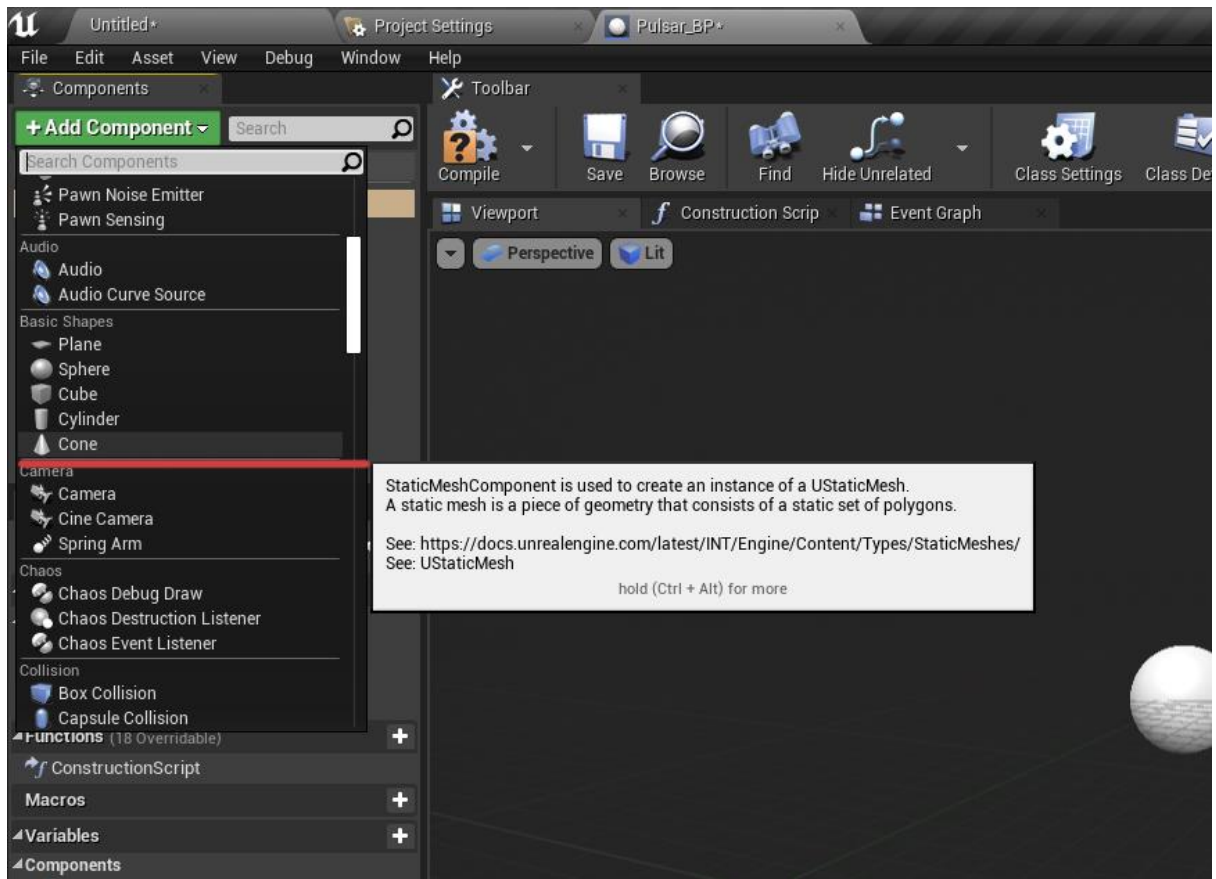 Untitled*
Project Settings
Pulsar_BP*
File Edit Asset View Debug Window Help
Components
Toolbar
+ Add Component
Search
Search Components
Compile
Save
Browse
Find
Hide Unrelated
Class Settings
Class De
Pawn Noise Emitter
Pawn Sensing
Viewport
Construction Scrip
Event Graph
Perspective
Lit
Audio
Audio
Audio Curve Source
Basic Shapes
Plane
Sphere
Cube
Cylinder
Cone
Camera
Camera
Cine Camera
Spring Arm
StaticMeshComponent is used to create an instance of a UStaticMesh.
A static mesh is a piece of geometry that consists of a static set of polygons.
See: https://docs.unrealengine.com/latest/INT/Engine/Content/Types/StaticMeshes/
See: UStaticMesh
hold (Ctrl + Alt) for more
Chaos
Chaos Debug Draw
Chaos Destruction Listener
Chaos Event Listener
Collision
Box Collision
Capsule Collision
Functions (18 Overridable)
ConstructionScript
Macros
Variables
Components